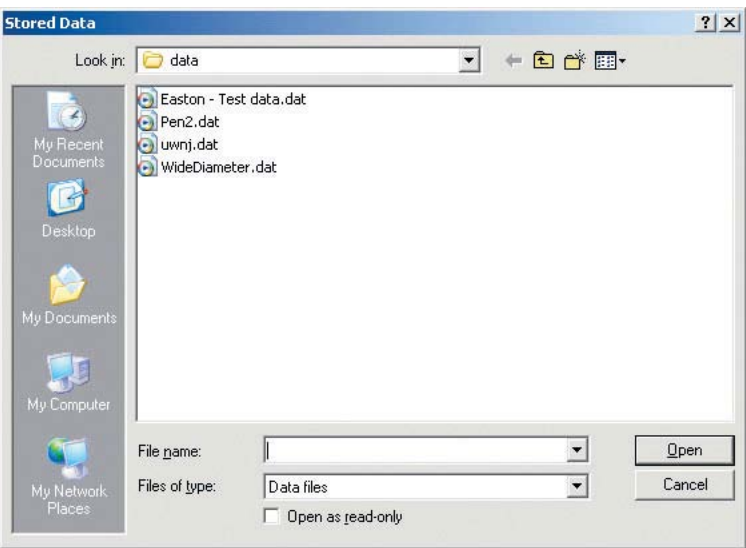 Stored Data
Look in: data
Easton - Test data.dat
Pen2.dat
uwnj.dat
WideDiameter.dat
My Recent
Documents
Desktop
My Documents
My Computer
My Network
Places
File name: Open
Files of type: Data files Cancel
Open as read-only